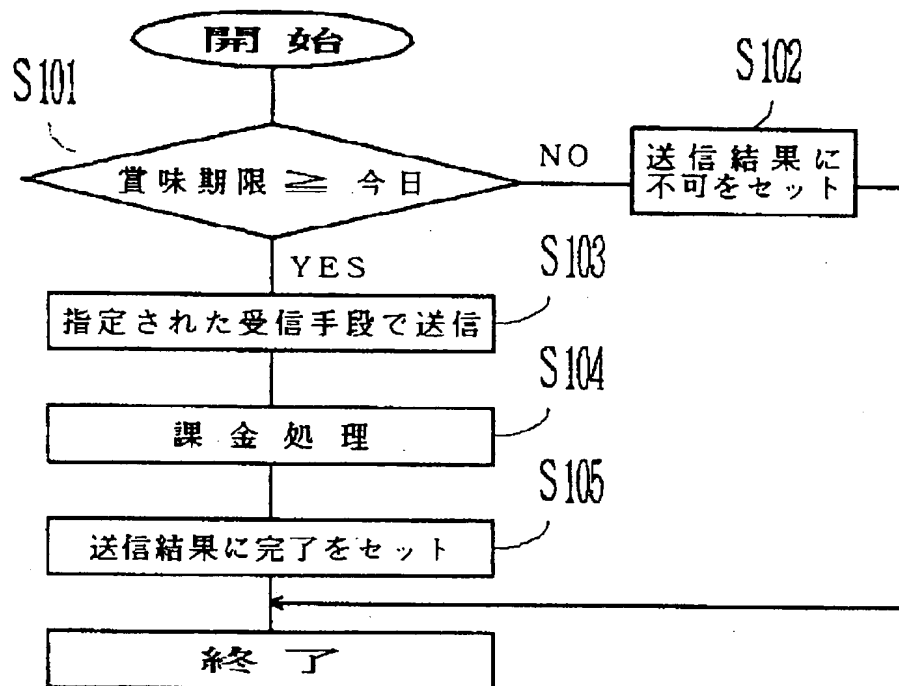 開始
S101
賞味期限 ≧ 今日
NO
S102
送信結果に
不可をセット
YES
S103
指定された受信手段で送信
S104
課金処理
S105
送信結果に完了をセット
終了